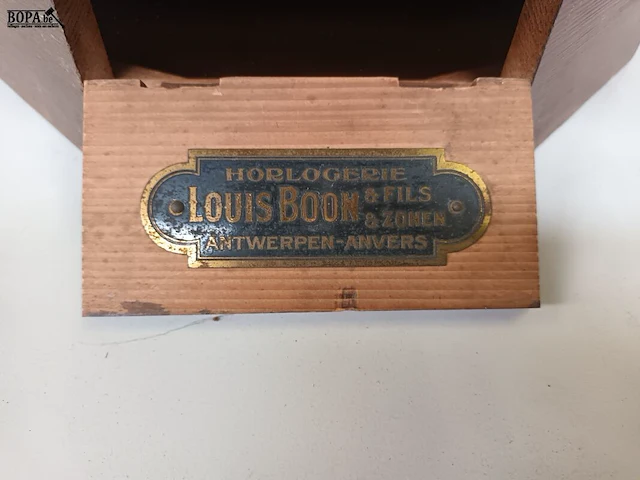 BOPA.be
HORLOGERIE
LOUIS BOON & FILS & ZONEN
ANTWERPEN-ANVERS